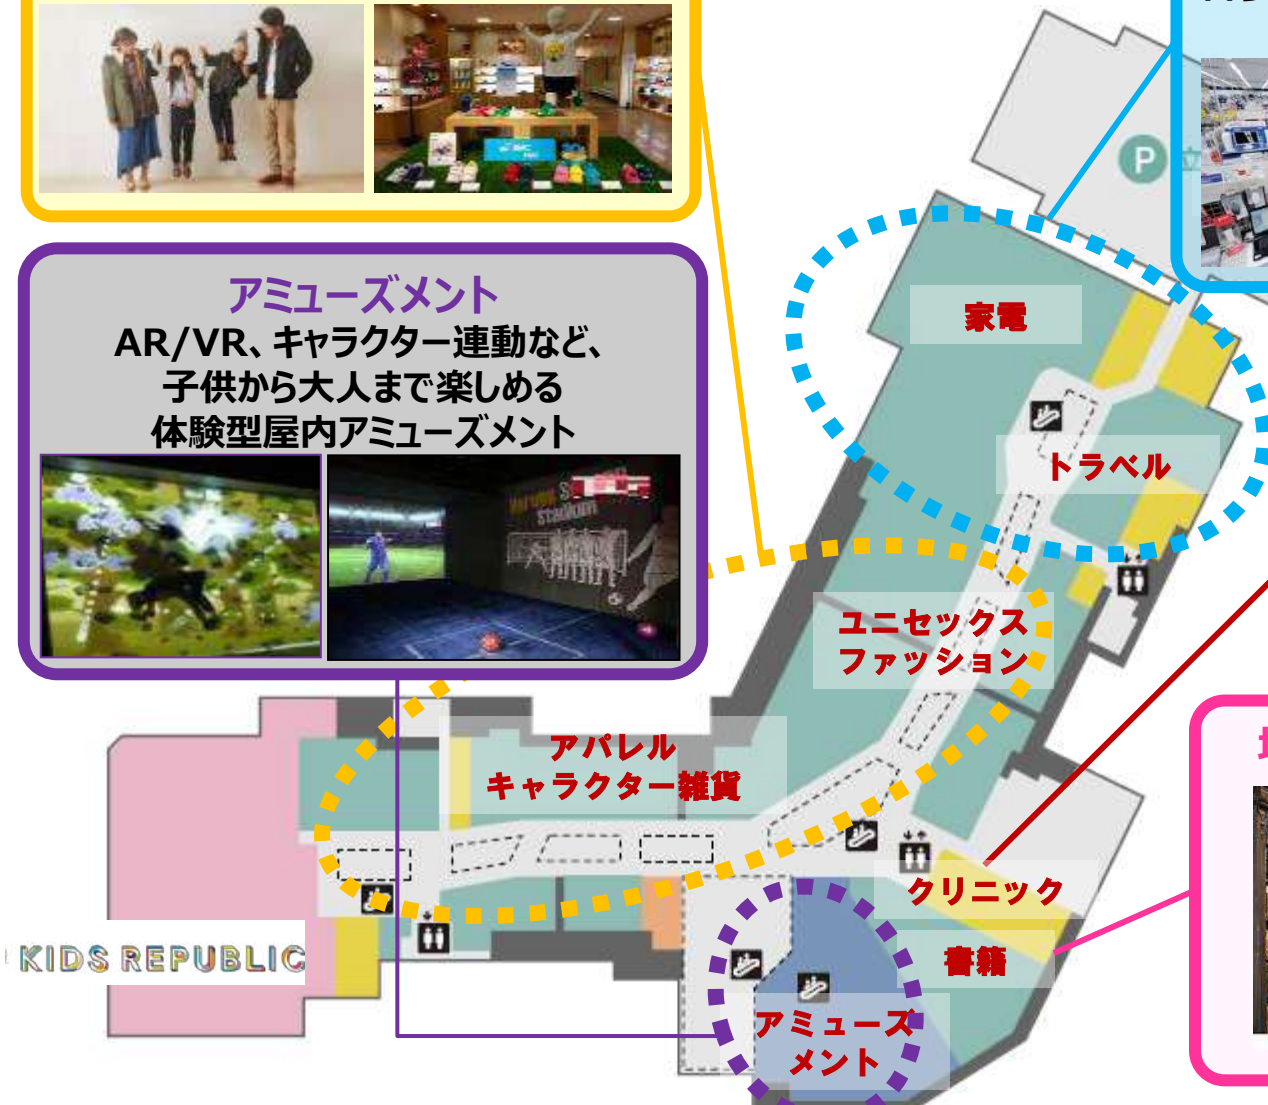 アミューズメント
AR/VR、キャラクター連動など、
子供から大人まで楽しめる
体験型屋内アミューズメント
Stadium
P
家電
トラベル
ユニセックス
ファッション
アパレル
キャラクター雑貨
クリニック
書籍
KIDS REPUBLIC
アミューズ
メント